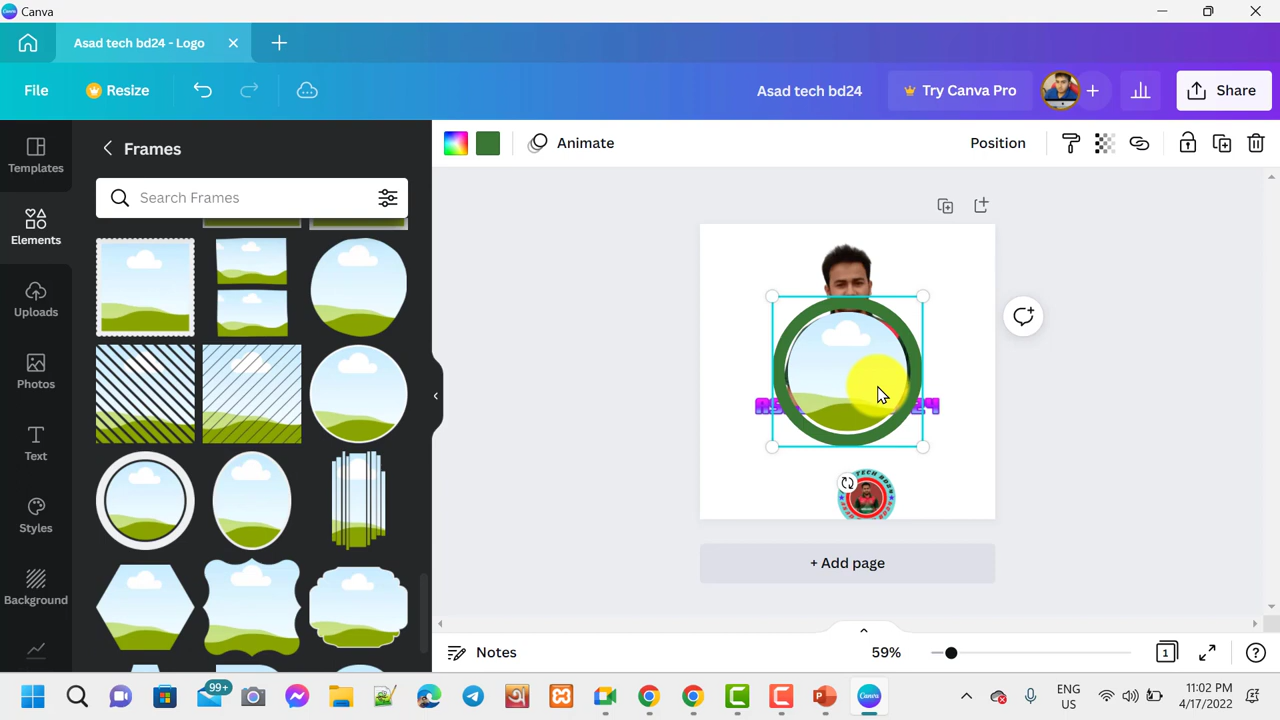 Canva
Asad tech bd24 - Logo
File
Resize
Asad tech bd24
Try Canva Pro
Share
Templates
Elements
Uploads
Photos
Text
Styles
Background
Frames
Search Frames
Animate
Position
+ Add page
Notes
59%
1
99+
ENG
US
11:02 PM
4/17/2022